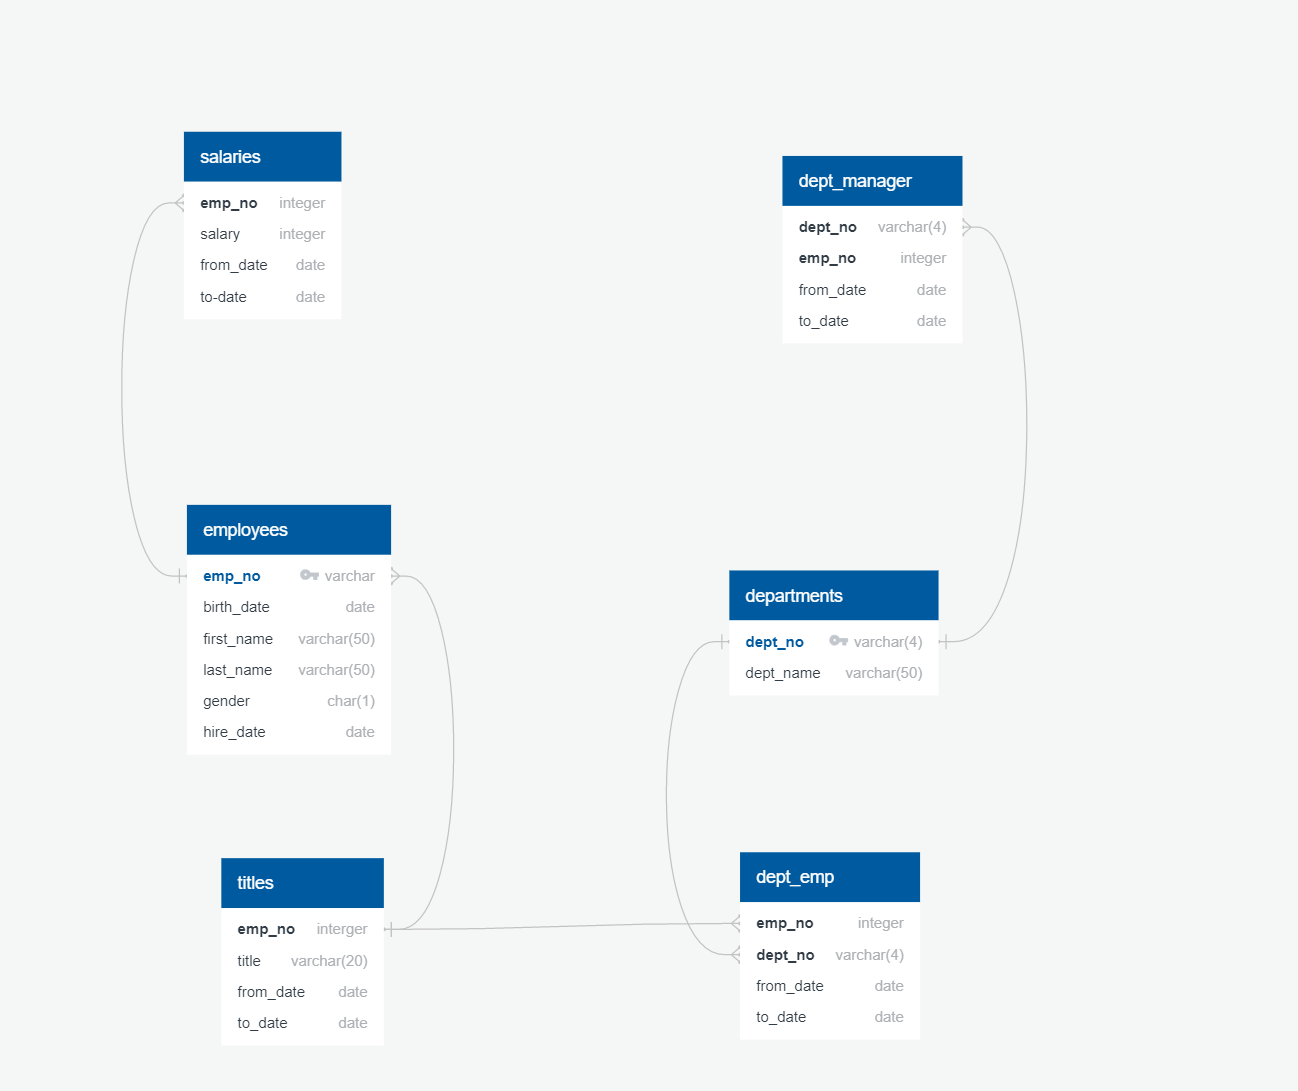 salaries
emp_no integer
salary integer
from_date date
to-date date
dept_manager
dept_no varchar(4)
emp_no integer
from_date date
to_date date
employees
emp_no varchar
birth_date date
first_name varchar(50)
last_name varchar(50)
gender char(1)
hire_date date
departments
dept_no varchar(4)
dept_name varchar(50)
titles
emp_no interger
title varchar(20)
from_date date
to_date date
dept_emp
emp_no integer
dept_no varchar(4)
from_date date
to_date date